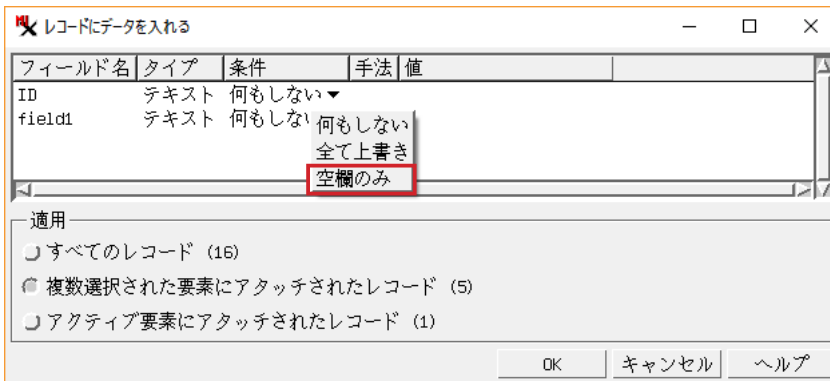 レコードにデータを入れる
フィールド名 タイプ 条件 手法 値
ID テキスト 何もしない
field1 テキスト 何もしない
何もしない
全て上書き
空欄のみ
適用
すべてのレコード (16)
複数選択された要素にアタッチされたレコード (5)
アクティブ要素にアタッチされたレコード (1)
OK キャンセル ヘルプ